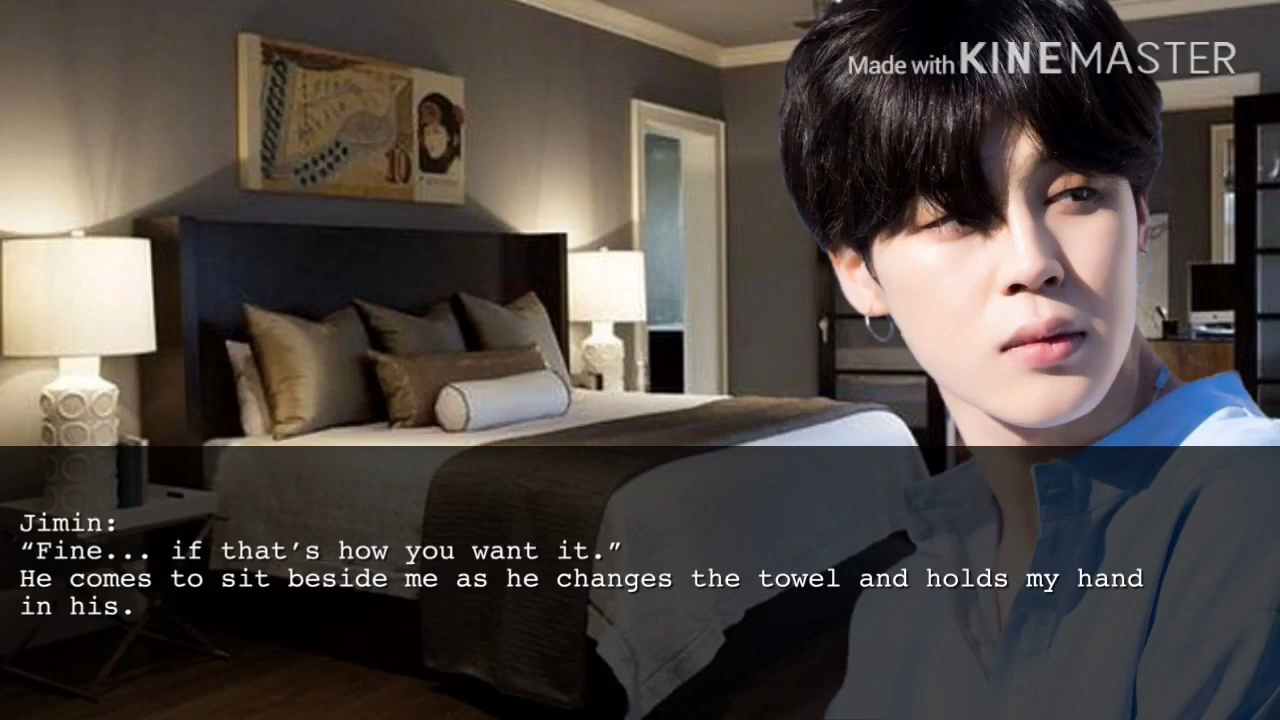 Made with KINEMASTER
10
Jimin:
“Fine... if that’s how you want it.”
He comes to sit beside me as he changes the towel and holds my hand
in his.